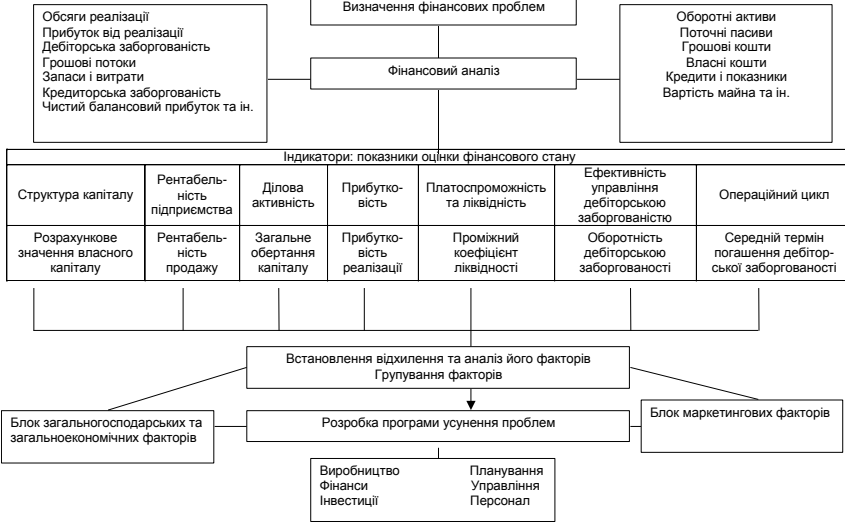 Визначення фінансових проблем
Обсяги реалізації
Прибуток від реалізації
Дебіторська заборгованість
Грошові потоки
Запаси і витрати
Кредиторська заборгованість
Чистий балансовий прибуток та ін.
Фінансовий аналіз
Оборотні активи
Поточні пасиви
Грошові кошти
Власні кошти
Кредити і показники
Вартість майна та ін.
Індикатори: показники оцінки фінансового стану
Структура капіталу
Рентабель-
ність
підприємства
Ділова
активність
Прибутко-
вість
Платоспроможність
та ліквідність
Ефективність
управління
дебіторською
заборгованістю
Операційний цикл
Розрахункове
значення власного
капіталу
Рентабель-
ність
продажу
Загальне
обертання
капіталу
Прибутко-
вість
реалізації
Проміжний
коефіцієнт
ліквідності
Оборотність
дебіторською
заборгованості
Середній термін
погашення дебітор-
ської заборгованості
Встановлення відхилення та аналіз його факторів
Групування факторів
Блок загальногосподарських та
загальноекономічних факторів
Розробка програми усунення проблем
Блок маркетингових факторів
Виробництво Планування
Фінанси Управління
Інвестиції Персонал